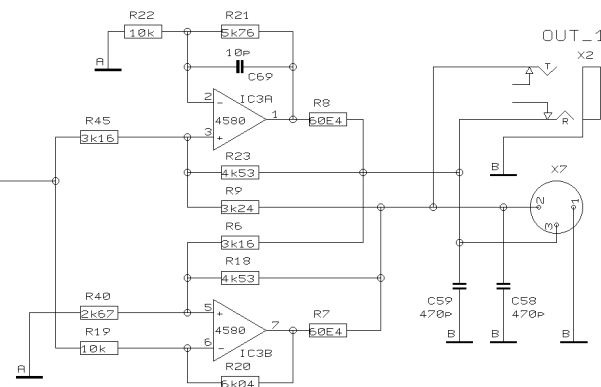 R22
R21
OUT_1
10k
5k76
X2
10p
A
T
C69
2
IC3A
R45
4580
1
R8
3
60E4
R
3k16
R23
B
4k53
X7
R9
3k24
2
1
R6
3
3k16
R18
4k53
R40
5
C59
C58
2k67
4580
7
R7
470p
470p
R19
6
60E4
B
B
B
10k
IC3B
A
R20
6k04